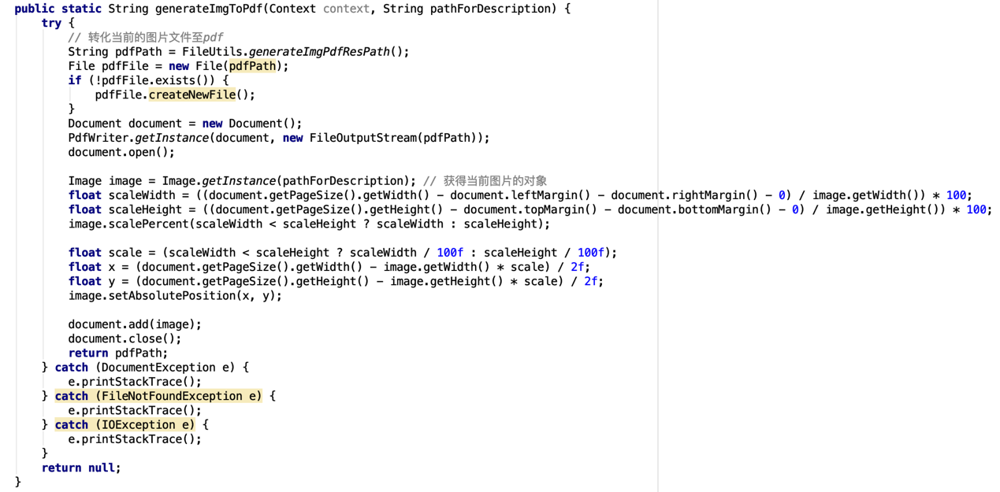 public static String generateImgToPdf(Context context, String pathForDescription) {
try {
// 转化当前的图片文件至pdf
String pdfPath = FileUtils.generateImgPdfResPath();
File pdfFile = new File(pdfPath);
if (!pdfFile.exists()) {
pdfFile.createNewFile();
}
Document document = new Document();
PdfWriter.getInstance(document, new FileOutputStream(pdfPath));
document.open();
Image image = Image.getInstance(pathForDescription); // 获得当前图片的对象
float scaleWidth = ((document.getPageSize().getWidth() - document.leftMargin() - document.rightMargin() - 0) / image.getWidth()) * 100;
float scaleHeight = ((document.getPageSize().getHeight() - document.topMargin() - document.bottomMargin() - 0) / image.getHeight()) * 100;
image.scalePercent(scaleWidth < scaleHeight ? scaleWidth : scaleHeight);
float scale = (scaleWidth < scaleHeight ? scaleWidth / 100f : scaleHeight / 100f);
float x = (document.getPageSize().getWidth() - image.getWidth() * scale) / 2f;
float y = (document.getPageSize().getHeight() - image.getHeight() * scale) / 2f;
image.setAbsolutePosition(x, y);
document.add(image);
document.close();
return pdfPath;
} catch (DocumentException e) {
e.printStackTrace();
} catch (FileNotFoundException e) {
e.printStackTrace();
} catch (IOException e) {
e.printStackTrace();
}
return null;
}